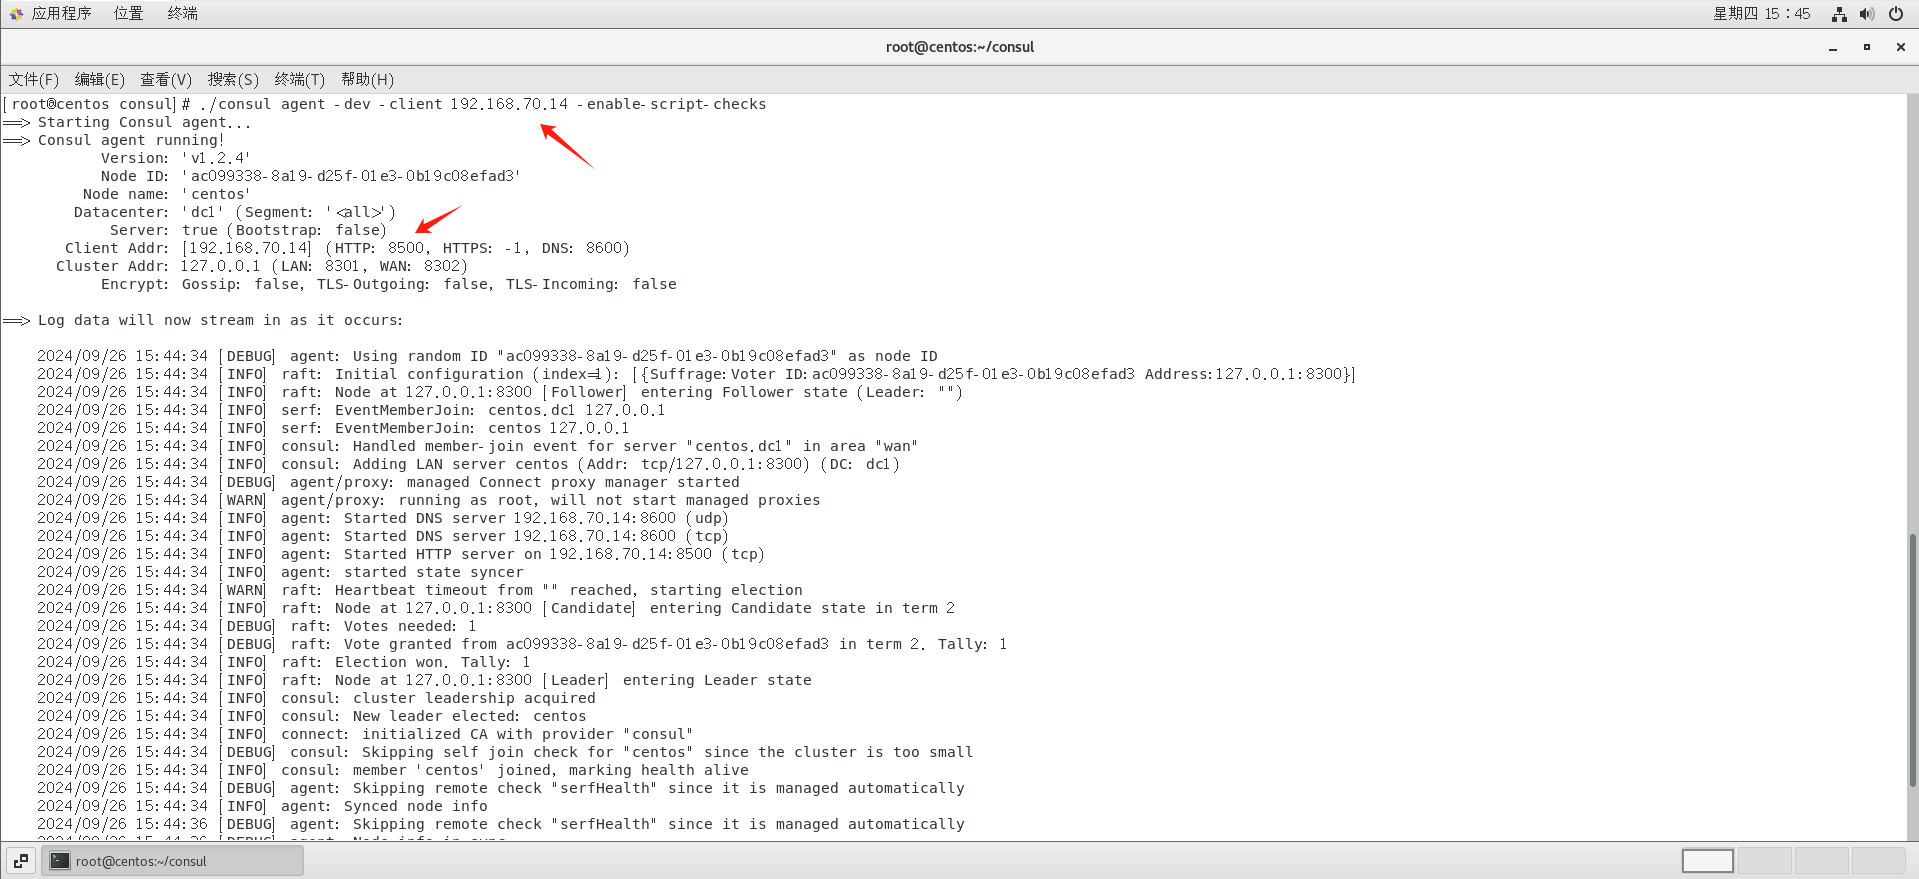 应用程序 位置 终端 星期四 15：45
root@centos:~/consul
文件(F) 编辑(E) 查看(V) 搜索(S) 终端(T) 帮助(H)
[root@centos consul]# ./consul agent -dev -client 192.168.70.14 -enable-script-checks
==> Starting Consul agent...
==> Consul agent running!
Version: 'v1.2.4'
Node ID: 'ac099338-8a19-d25f-01e3-0b19c08efad3'
Node name: 'centos'
Datacenter: 'dc1' (Segment: '<all>')
Server: true (Bootstrap: false)
Client Addr: [192.168.70.14] (HTTP: 8500, HTTPS: -1, DNS: 8600)
Cluster Addr: 127.0.0.1 (LAN: 8301, WAN: 8302)
Encrypt: Gossip: false, TLS-Outgoing: false, TLS-Incoming: false
==> Log data will now stream in as it occurs:
2024/09/26 15:44:34 [DEBUG] agent: Using random ID "ac099338-8a19-d25f-01e3-0b19c08efad3" as node ID
2024/09/26 15:44:34 [INFO] raft: Initial configuration (index=1): [{Suffrage:Voter ID:ac099338-8a19-d25f-01e3-0b19c08efad3 Address:127.0.0.1:8300}]
2024/09/26 15:44:34 [INFO] raft: Node at 127.0.0.1:8300 [Follower] entering Follower state (Leader: "")
2024/09/26 15:44:34 [INFO] serf: EventMemberJoin: centos.dc1 127.0.0.1
2024/09/26 15:44:34 [INFO] serf: EventMemberJoin: centos 127.0.0.1
2024/09/26 15:44:34 [INFO] consul: Handled member-join event for server "centos.dc1" in area "wan"
2024/09/26 15:44:34 [INFO] consul: Adding LAN server centos (Addr: tcp/127.0.0.1:8300) (DC: dc1)
2024/09/26 15:44:34 [DEBUG] agent/proxy: managed Connect proxy manager started
2024/09/26 15:44:34 [WARN] agent/proxy: running as root, will not start managed proxies
2024/09/26 15:44:34 [INFO] agent: Started DNS server 192.168.70.14:8600 (udp)
2024/09/26 15:44:34 [INFO] agent: Started DNS server 192.168.70.14:8600 (tcp)
2024/09/26 15:44:34 [INFO] agent: Started HTTP server on 192.168.70.14:8500 (tcp)
2024/09/26 15:44:34 [INFO] agent: started state syncer
2024/09/26 15:44:34 [WARN] raft: Heartbeat timeout from "" reached, starting election
2024/09/26 15:44:34 [INFO] raft: Node at 127.0.0.1:8300 [Candidate] entering Candidate state in term 2
2024/09/26 15:44:34 [DEBUG] raft: Votes needed: 1
2024/09/26 15:44:34 [DEBUG] raft: Vote granted from ac099338-8a19-d25f-01e3-0b19c08efad3 in term 2. Tally: 1
2024/09/26 15:44:34 [INFO] raft: Election won. Tally: 1
2024/09/26 15:44:34 [INFO] raft: Node at 127.0.0.1:8300 [Leader] entering Leader state
2024/09/26 15:44:34 [INFO] consul: cluster leadership acquired
2024/09/26 15:44:34 [INFO] consul: New leader elected: centos
2024/09/26 15:44:34 [INFO] connect: initialized CA with provider "consul"
2024/09/26 15:44:34 [DEBUG] consul: Skipping self join check for "centos" since the cluster is too small
2024/09/26 15:44:34 [INFO] consul: member 'centos' joined, marking health alive
2024/09/26 15:44:34 [DEBUG] agent: Skipping remote check "serfHealth" since it is managed automatically
2024/09/26 15:44:34 [INFO] agent: Synced node info
2024/09/26 15:44:36 [DEBUG] agent: Skipping remote check "serfHealth" since it is managed automatically
root@centos:~/consul